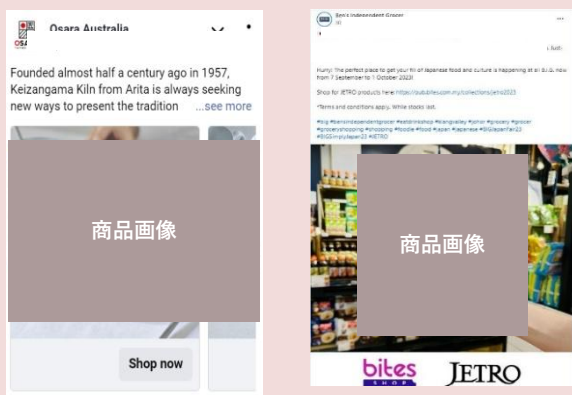 Osara Australia
Founded almost half a century ago in 1957,
Keizangama Kiln from Arita is always seeking
new ways to present the tradition ...see more
商品画像
Shop now
Ben's Independent Grocer
Hurry! The perfect place to get your fill of Japanese food and culture is happening at all B.I.G. now
from 7 September to 1 October 2023!
Shop for JETRO products here:
*Terms and conditions apply. While stocks last.
商品画像
bites
SHOP
JETRO